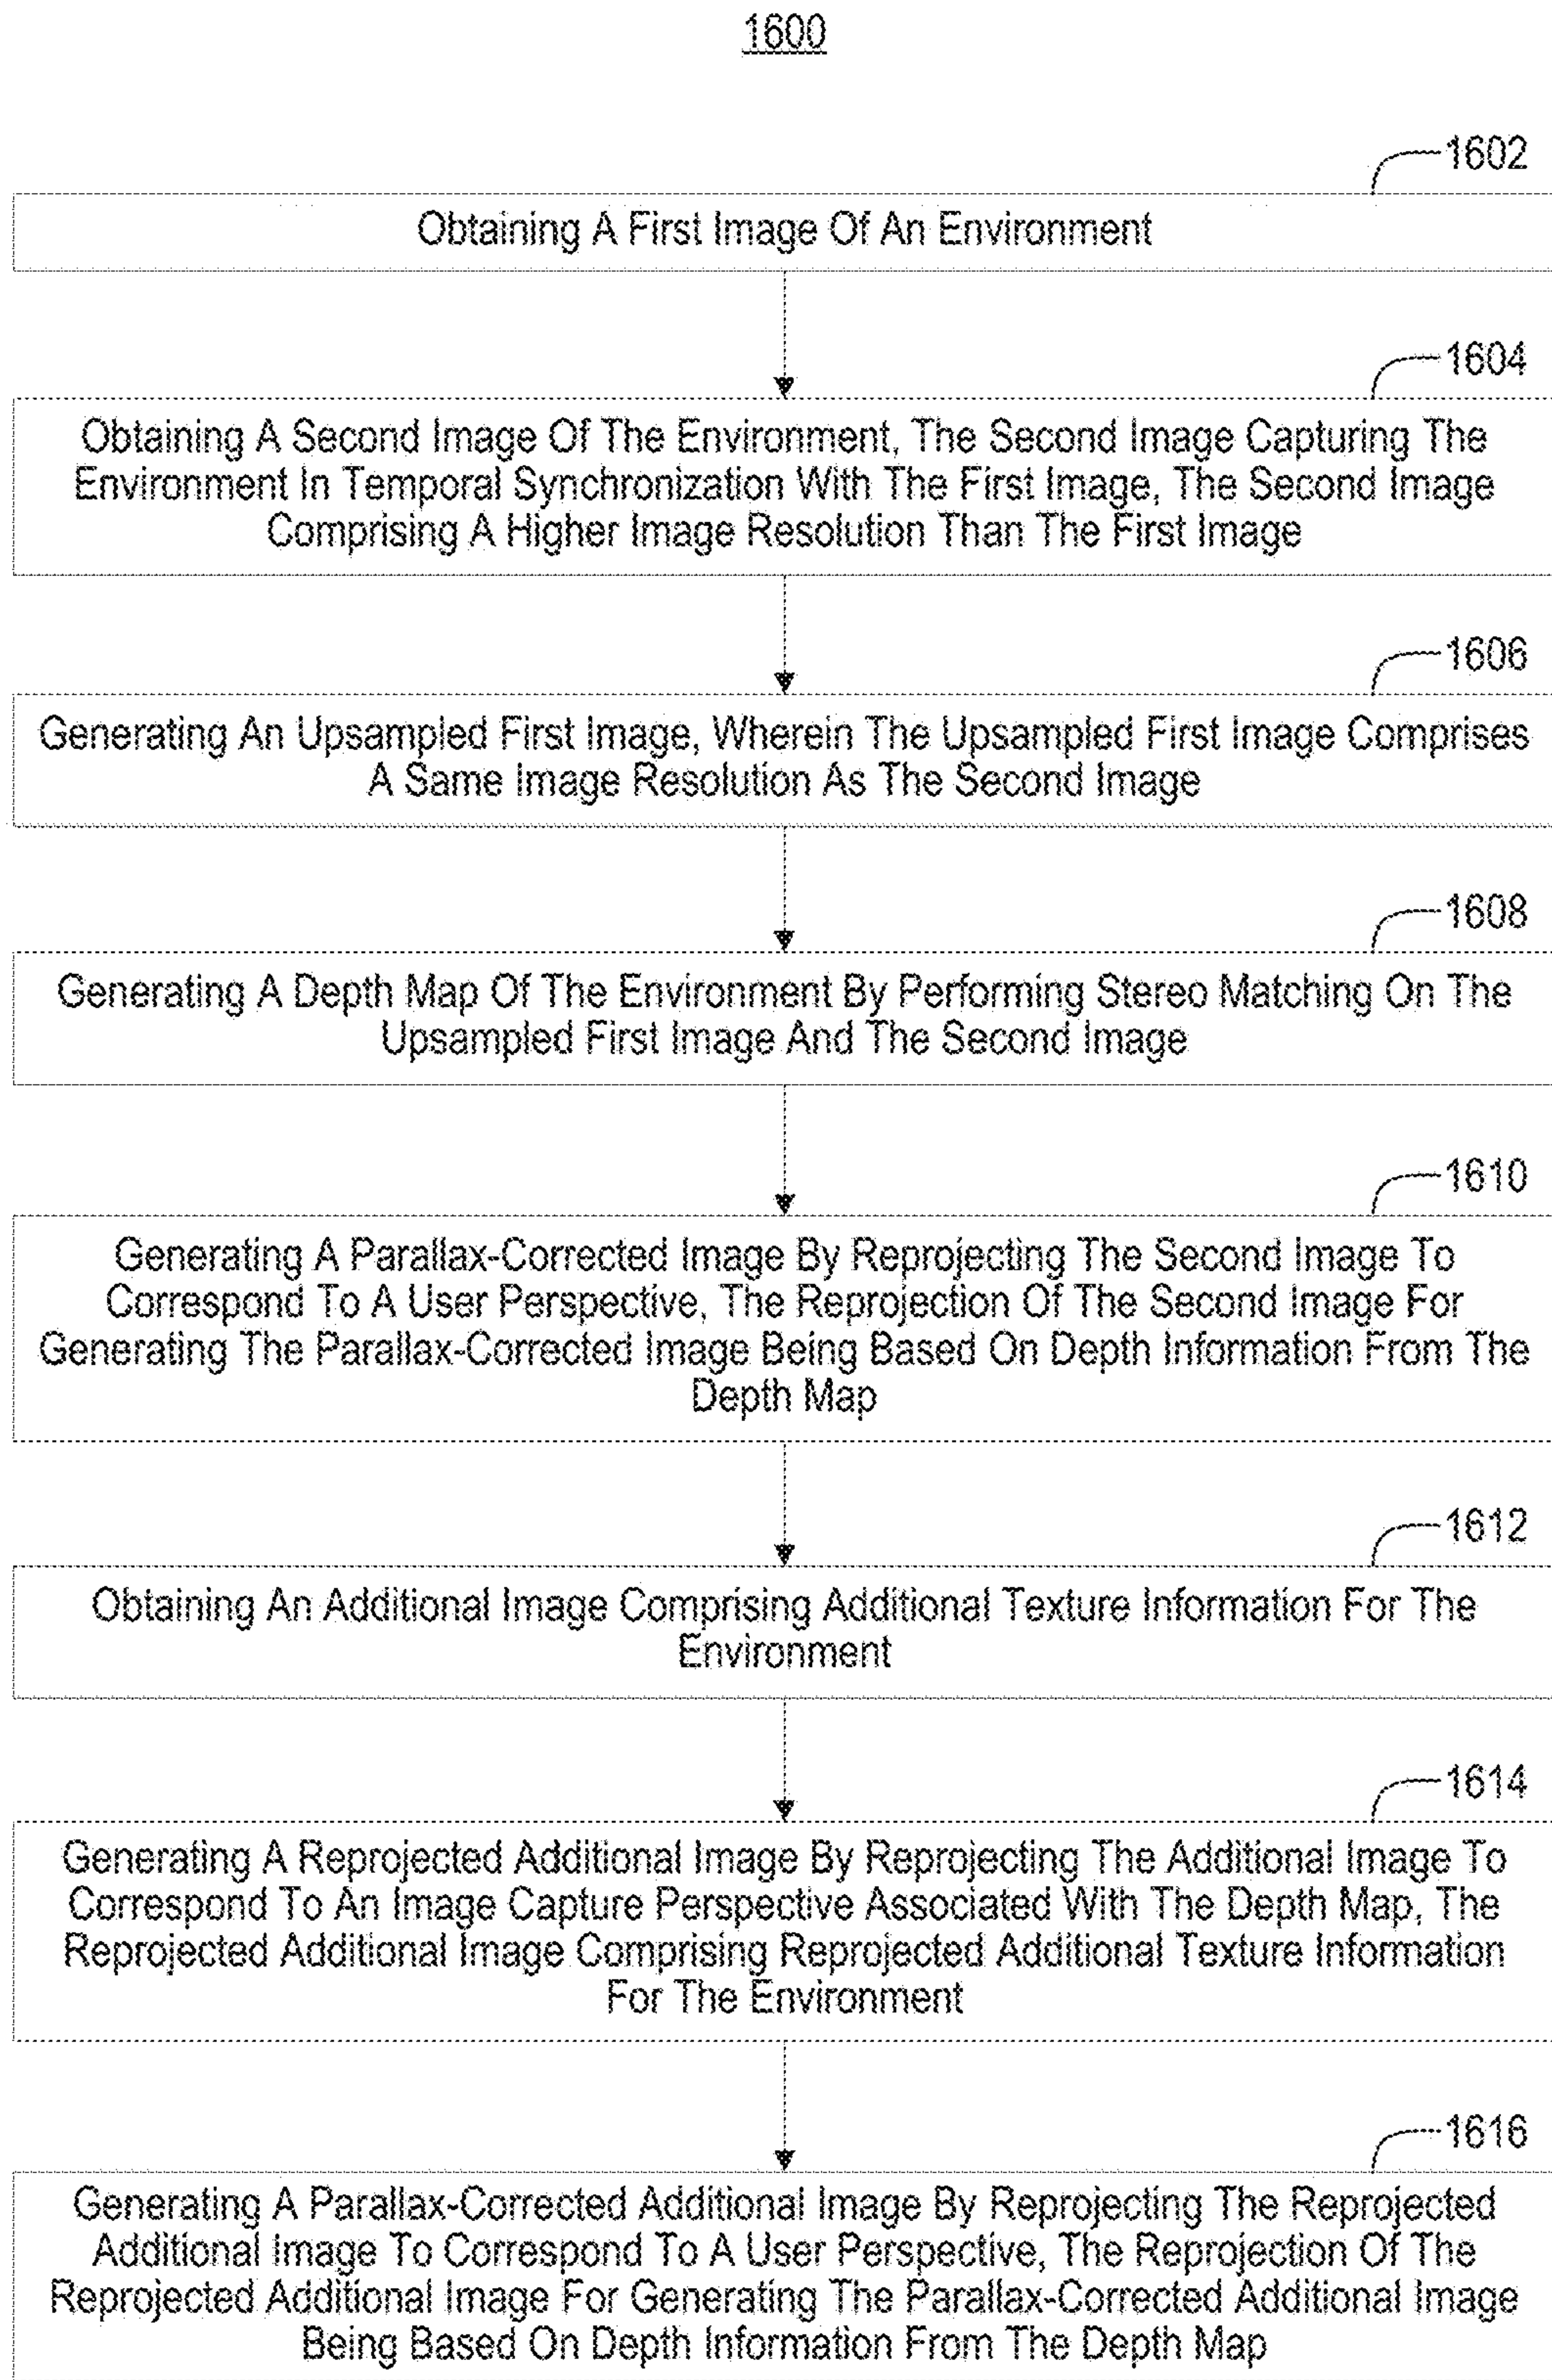 1600
1602
Obtaining A First Image Of An Environment
1604
Obtaining A Second Image Of The Environment, The Second Image Capturing The
Environment In Temporal Synchronization With The First Image, The Second Image
Comprising A Higher Image Resolution Than The First Image
1606
Generating An Upsampled First Image, Wherein The Upsampled First Image Comprises
A Same Image Resolution As The Second Image
1608
Generating A Depth Map Of The Environment By Performing Stereo Matching On The
Upsampled First Image And The Second Image
1610
Generating A Parallax-Corrected Image By Reprojecting The Second Image To
Correspond To A User Perspective, The Reprojection Of The Second Image For
Generating The Parallax-Corrected Image Being Based On Depth Information From The
Depth Map
1612
Obtaining An Additional Image Comprising Additional Texture Information For The
Environment
1614
Generating A Reprojected Additional Image By Reprojecting The Additional Image To
Correspond To An Image Capture Perspective Associated With The Depth Map, The
Reprojected Additional Image Comprising Reprojected Additional Texture Information
For The Environment
1616
Generating A Parallax-Corrected Additional Image By Reprojecting The Reprojected
Additional Image To Correspond To A User Perspective, The Reprojection Of The
Reprojected Additional Image For Generating The Parallax-Corrected Additional Image
Being Based On Depth Information From The Depth Map